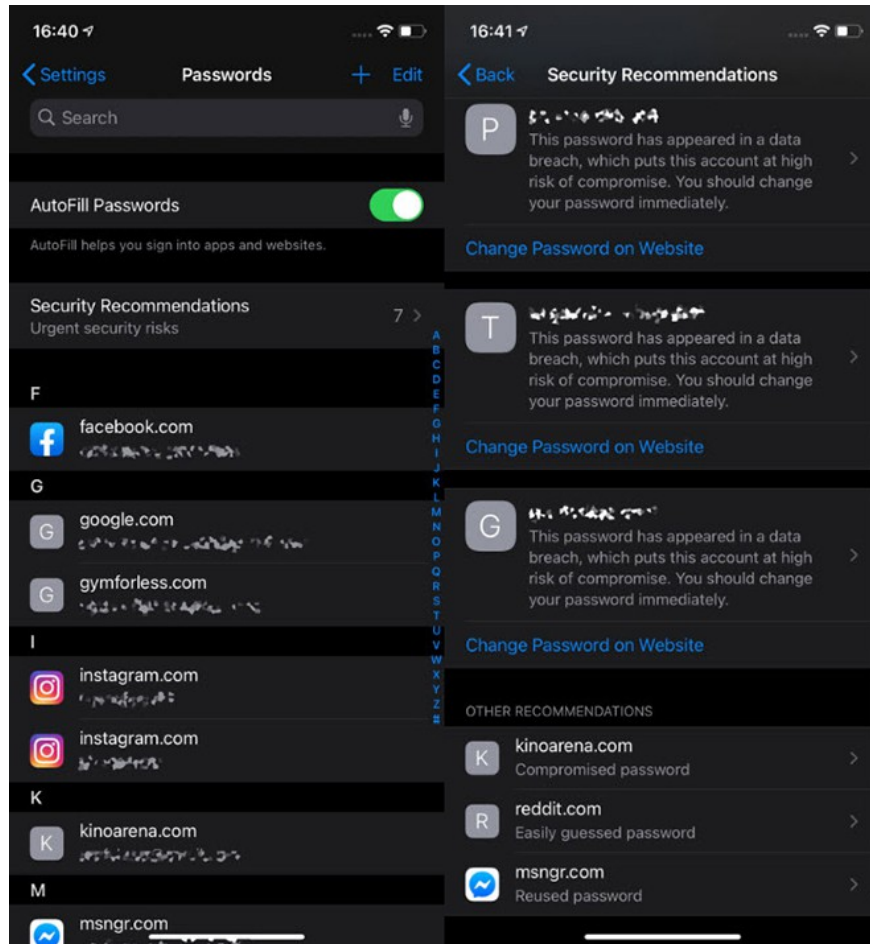 16:40
Settings
Passwords
+ Edit
Search
AutoFill Passwords
AutoFill helps you sign into apps and websites.
Security Recommendations
Urgent security risks
7
F
facebook.com
G
G
google.com
G
gymforless.com
I
instagram.com
instagram.com
K
K
kinoarena.com
M
msngr.com
A
B
C
D
E
F
G
H
I
J
K
L
M
N
O
P
Q
R
S
T
U
V
W
X
Y
Z
#
16:41
Back
Security Recommendations
P
This password has appeared in a data
breach, which puts this account at high
risk of compromise. You should change
your password immediately.
Change Password on Website
T
This password has appeared in a data
breach, which puts this account at high
risk of compromise. You should change
your password immediately.
Change Password on Website
G
This password has appeared in a data
breach, which puts this account at high
risk of compromise. You should change
your password immediately.
Change Password on Website
OTHER RECOMMENDATIONS
K
kinoarena.com
Compromised password
R
reddit.com
Easily guessed password
msngr.com
Reused password